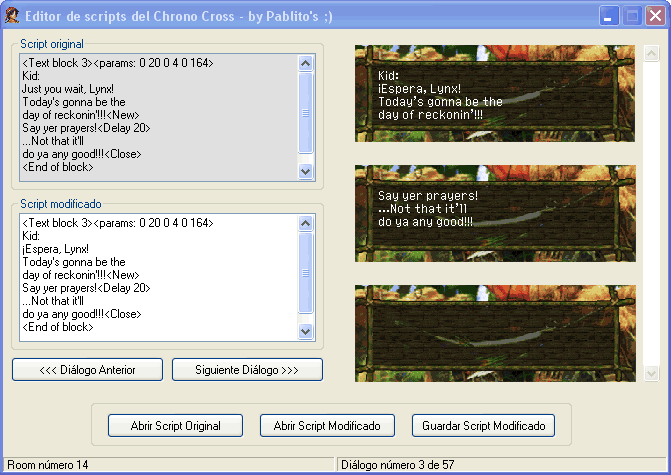 Editor de scripts del Chrono Cross - by Pablito's ;)
Script original
<Text block 3><params: 0 20 0 4 0 164>
Kid:
Just you wait, Lynx!
Today's gonna be the
day of reckonin'!!!<New>
Say yer prayers!<Delay 20>
...Not that it'll
do ya any good!!!<Close>
<End of block>
Script modificado
<Text block 3><params: 0 20 0 4 0 164>
Kid:
¡Espera, Lynx!
Today's gonna be the
day of reckonin'!!!<New>
Say yer prayers!<Delay 20>
...Not that it'll
do ya any good!!!<Close>
<End of block>
<<< Diálogo Anterior
Siguiente Diálogo >>>
Kid:
¡Espera, Lynx!
Today's gonna be the
day of reckonin'!!!
Say yer prayers!
...Not that it'll
do ya any good!!!
Abrir Script Original
Abrir Script Modificado
Guardar Script Modificado
Room número 14
Diálogo número 3 de 57